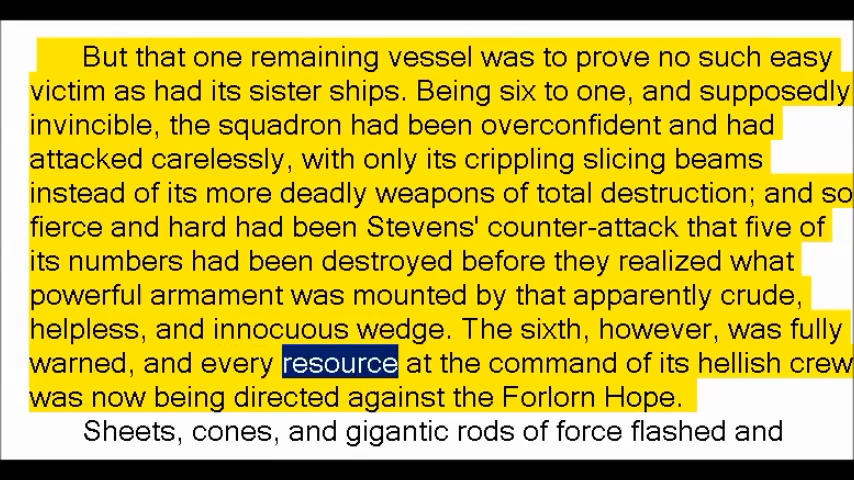 But that one remaining vessel was to prove no such easy
victim as had its sister ships. Being six to one, and supposedly
invincible, the squadron had been overconfident and had
attacked carelessly, with only its crippling slicing beams
instead of its more deadly weapons of total destruction; and so
fierce and hard had been Stevens' counter-attack that five of
its numbers had been destroyed before they realized what
powerful armament was mounted by that apparently crude,
helpless, and innocuous wedge. The sixth, however, was fully
warned, and every resource at the command of its hellish crew
was now being directed against the Forlorn Hope.
Sheets, cones, and gigantic rods of force flashed and